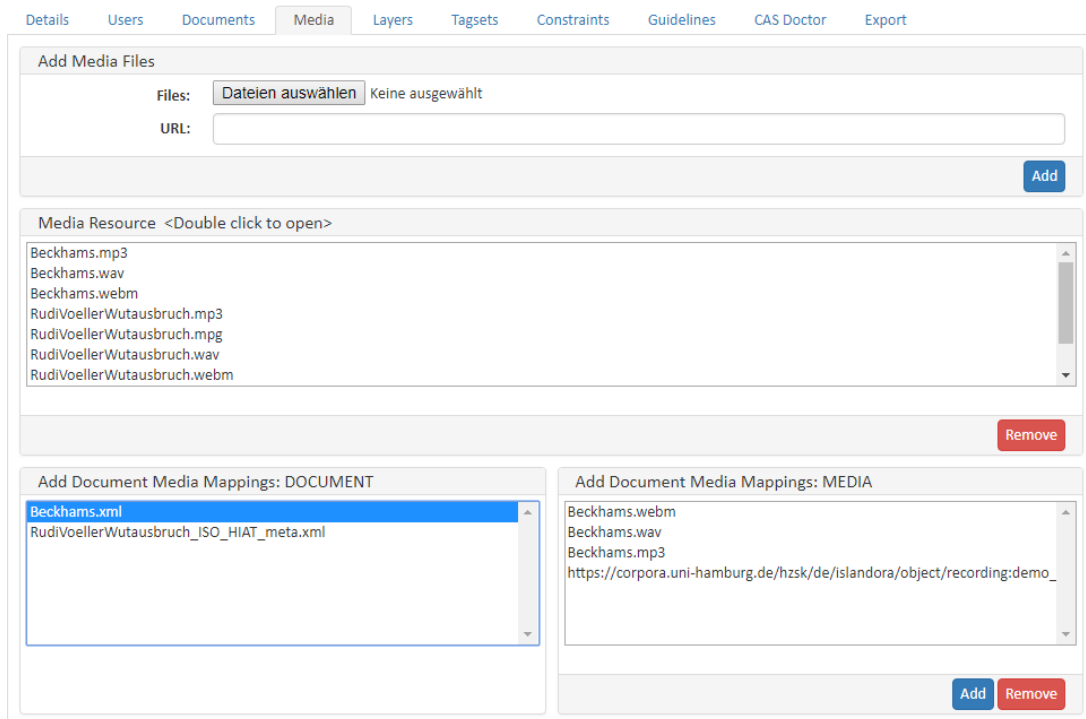 Details Users Documents Media Layers Tagsets Constraints Guidelines CAS Doctor Export
Add Media Files
Files: Dateien auswählen Keine ausgewählt
URL:
Add
Media Resource <Double click to open>
Beckhams.mp3
Beckhams.wav
Beckhams.webm
RudiVoellerWutausbruch.mp3
RudiVoellerWutausbruch.mpg
RudiVoellerWutausbruch.wav
RudiVoellerWutausbruch.webm
Remove
Add Document Media Mappings: DOCUMENT
Beckhams.xml
RudiVoellerWutausbruch_ISO_HIAT_meta.xml
Add Document Media Mappings: MEDIA
Beckhams.webm
Beckhams.wav
Beckhams.mp3
https://corpora.uni-hamburg.de/hzsk/de/islandora/object/recording:demo_
Add Remove